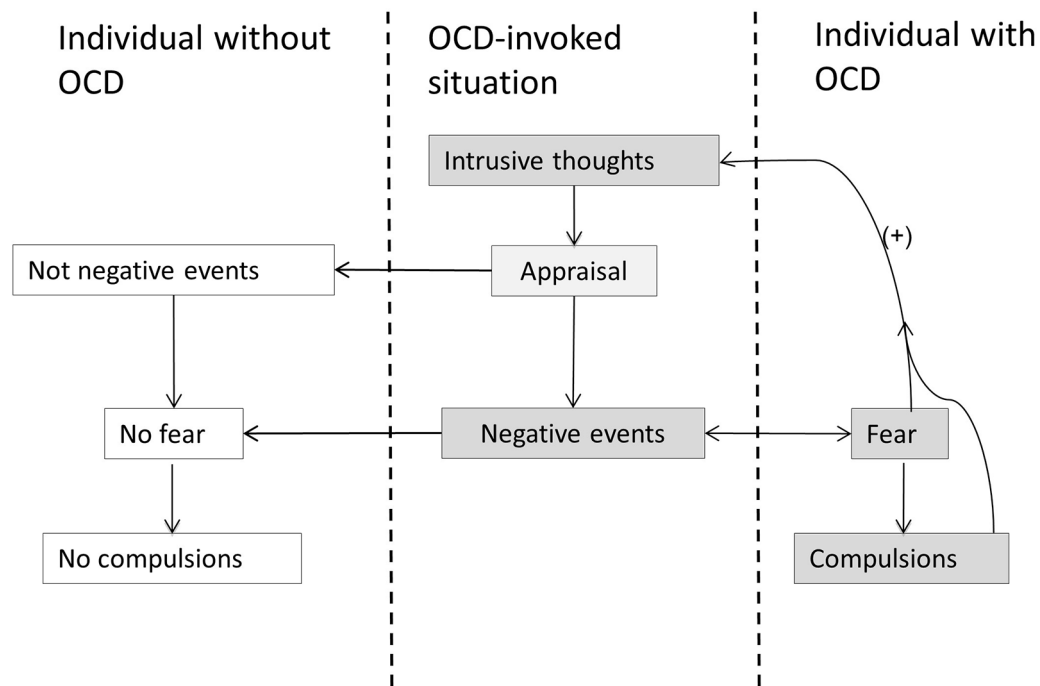 Individual without
OCD
OCD-invoked
situation
Individual with
OCD
Intrusive thoughts
(+)
Not negative events
Appraisal
No fear
Negative events
Fear
No compulsions
Compulsions